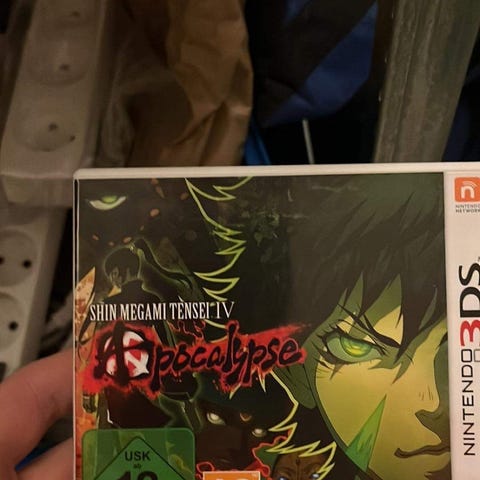 SHIN MEGAMI TENSEI IV
Apocalypse
USK
ab
NINTENDO
NETWORK
NINTENDO 3DS